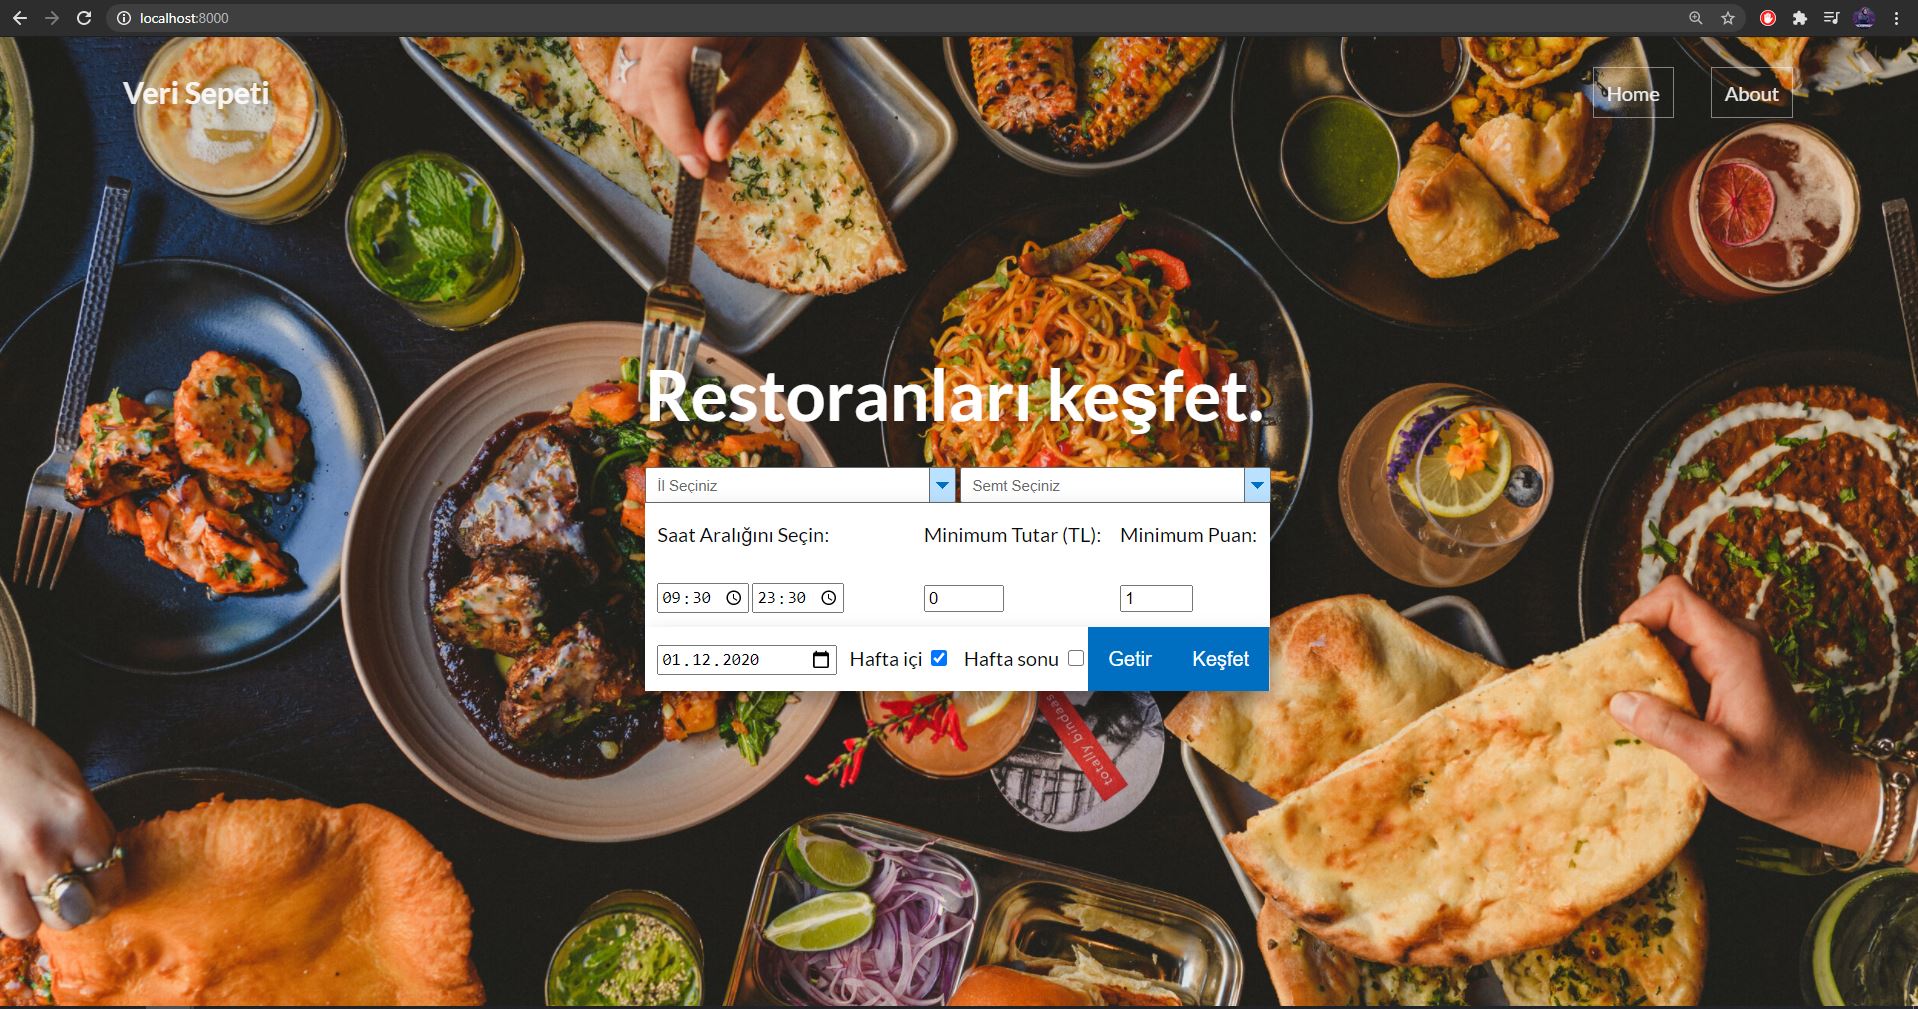 localhost:8000
Veri Sepeti
Home
About
Restoranları keşfet.
İl Seçiniz
Semt Seçiniz
Saat Aralığını Seçin:
Minimum Tutar (TL):
Minimum Puan:
09:30
23:30
0
1
01.12.2020
Hafta içi
Hafta sonu
Getir
Keşfet
totally bindaas